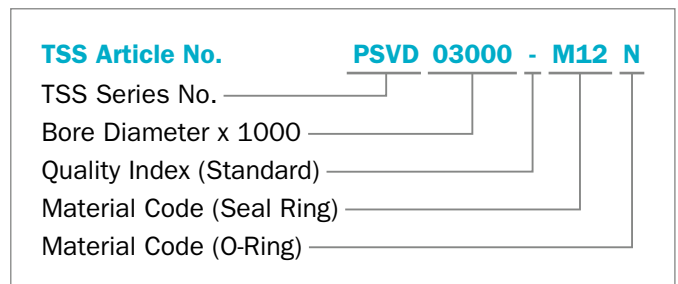 TSS Article No. PSVD 03000 - M12 N
TSS Series No.
Bore Diameter x 1000
Quality Index (Standard)
Material Code (Seal Ring)
Material Code (O-Ring)